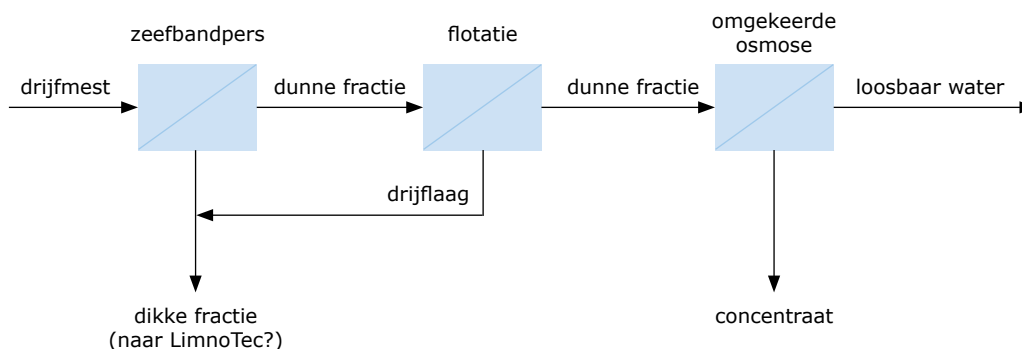 zeefbandpers
flotatie
omgekeerde
osmose
drijfmest
dunne fractie
dunne fractie
loosbaar water
drijflaag
dikke fractie
(naar LimnoTec?)
concentraat